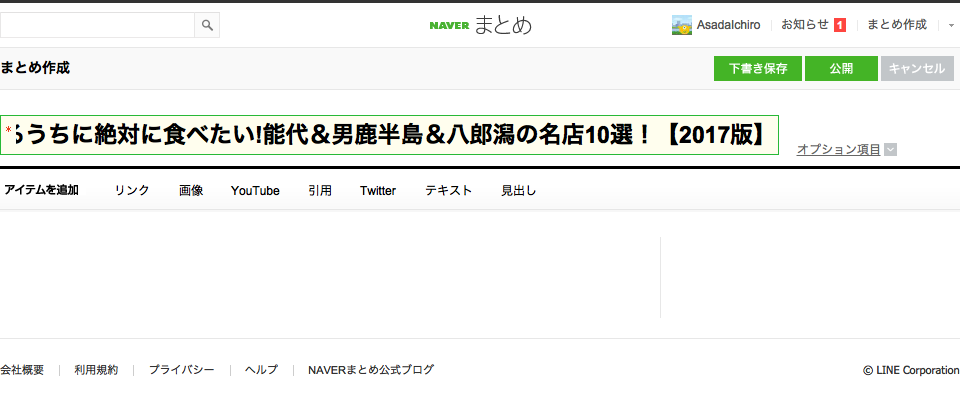 NAVER まとめ AsadaIchiro お知らせ 1 まとめ作成
まとめ作成 下書き保存 公開 キャンセル
*うちに絶対に食べたい!能代＆男鹿半島＆八郎潟の名店10選！【2017版】 オプション項目
アイテムを追加 リンク 画像 YouTube 引用 Twitter テキスト 見出し
会社概要 利用規約 プライバシー ヘルプ NAVERまとめ公式ブログ © LINE Corporation